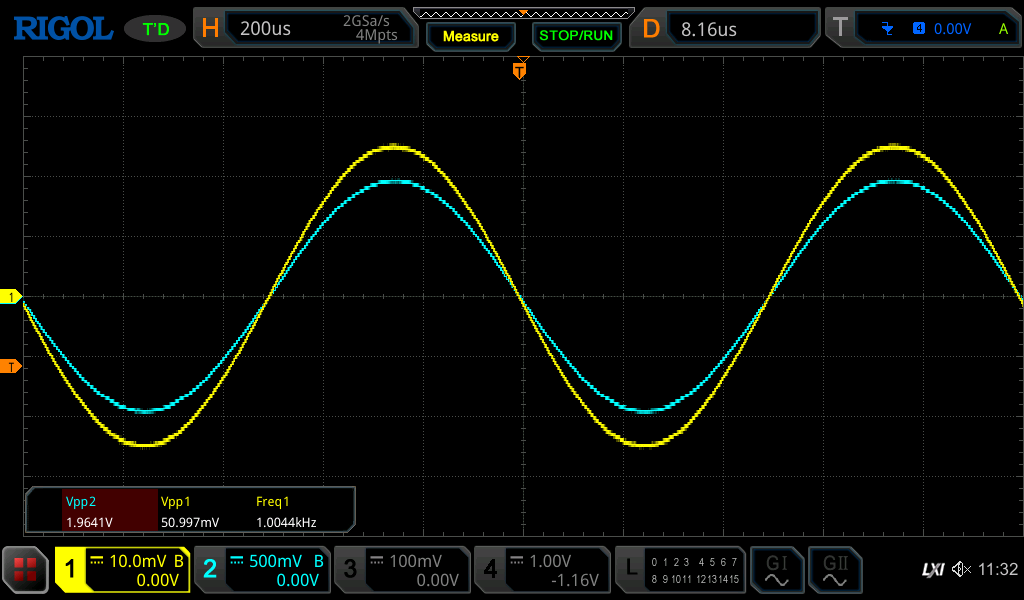 RIGOL T'D H 200us 2GSa/s 4Mpts Measure STOP/RUN D 8.16us T 4 0.00V A
T
1
T
Vpp2 Vpp1 Freq1
1.9641V 50.997mV 1.0044kHz
1 10.0mV B 0.00V
2 500mV B 0.00V
3 100mV 0.00V
4 1.00V -1.16V
L 0 1 2 3 4 5 6 7
8 9 10 11 12 13 14 15
GI GII
LXI 11:32